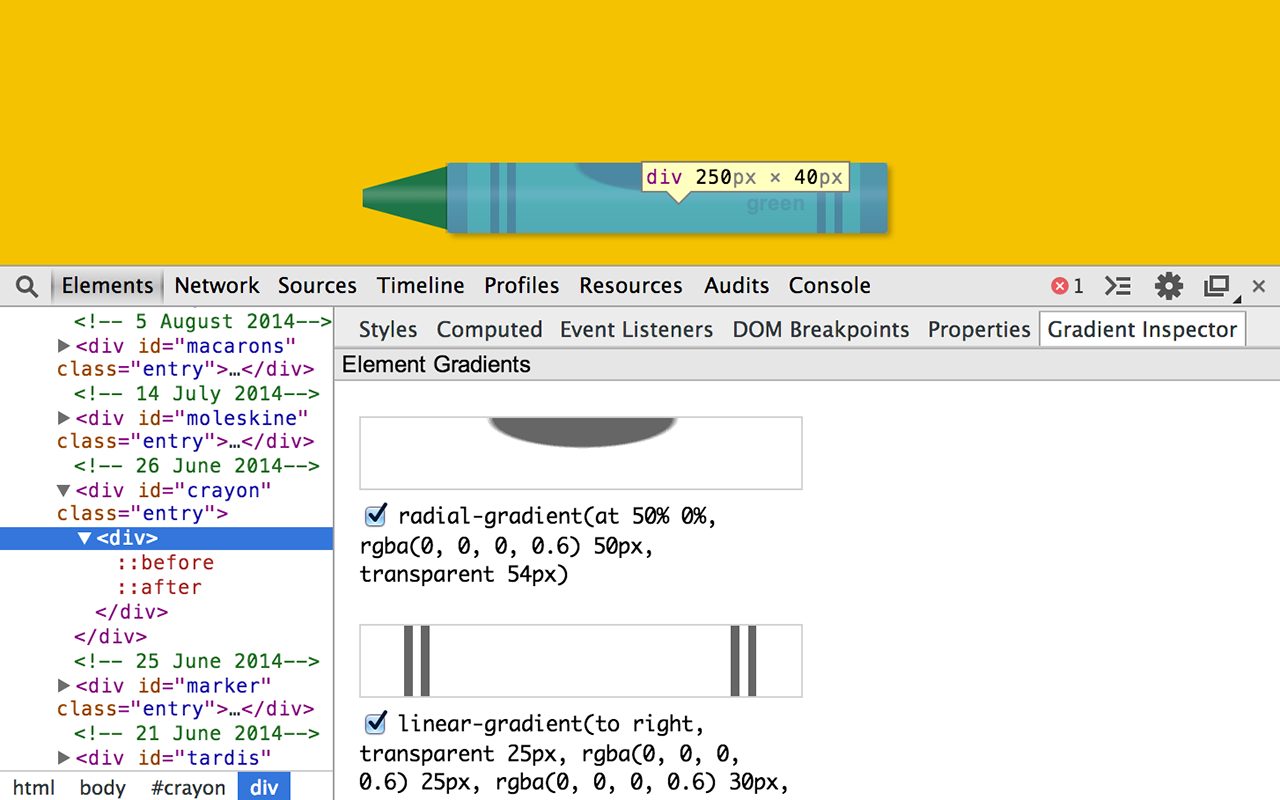 div 250px × 40px
green
Elements Network Sources Timeline Profiles Resources Audits Console 1
<!-- 5 August 2014-->
<div id="macarons"
class="entry">…</div>
<!-- 14 July 2014-->
<div id="moleskine"
class="entry">…</div>
<!-- 26 June 2014-->
<div id="crayon"
class="entry">
<div>
::before
::after
</div>
</div>
<!-- 25 June 2014-->
<div id="marker"
class="entry">…</div>
<!-- 21 June 2014-->
<div id="tardis"
html body #crayon div
Styles Computed Event Listeners DOM Breakpoints Properties Gradient Inspector
Element Gradients
radial-gradient(at 50% 0%,
rgba(0, 0, 0, 0.6) 50px,
transparent 54px)
linear-gradient(to right,
transparent 25px, rgba(0, 0, 0,
0.6) 25px, rgba(0, 0, 0, 0.6) 30px,